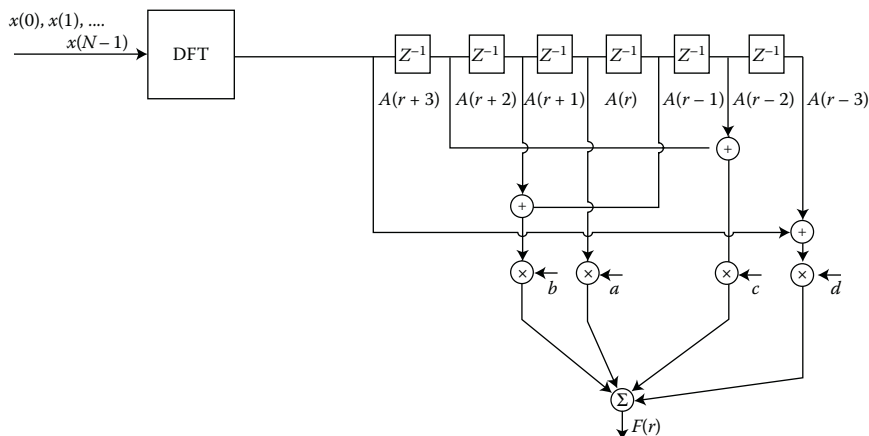 x(0), x(1), ....
x(N – 1)
DFT
Z⁻¹ Z⁻¹ Z⁻¹ Z⁻¹ Z⁻¹ Z⁻¹
A(r + 3) A(r + 2) A(r + 1) A(r) A(r – 1) A(r – 2) A(r – 3)
+
+
+
× b × a × c × d
Σ
F(r)